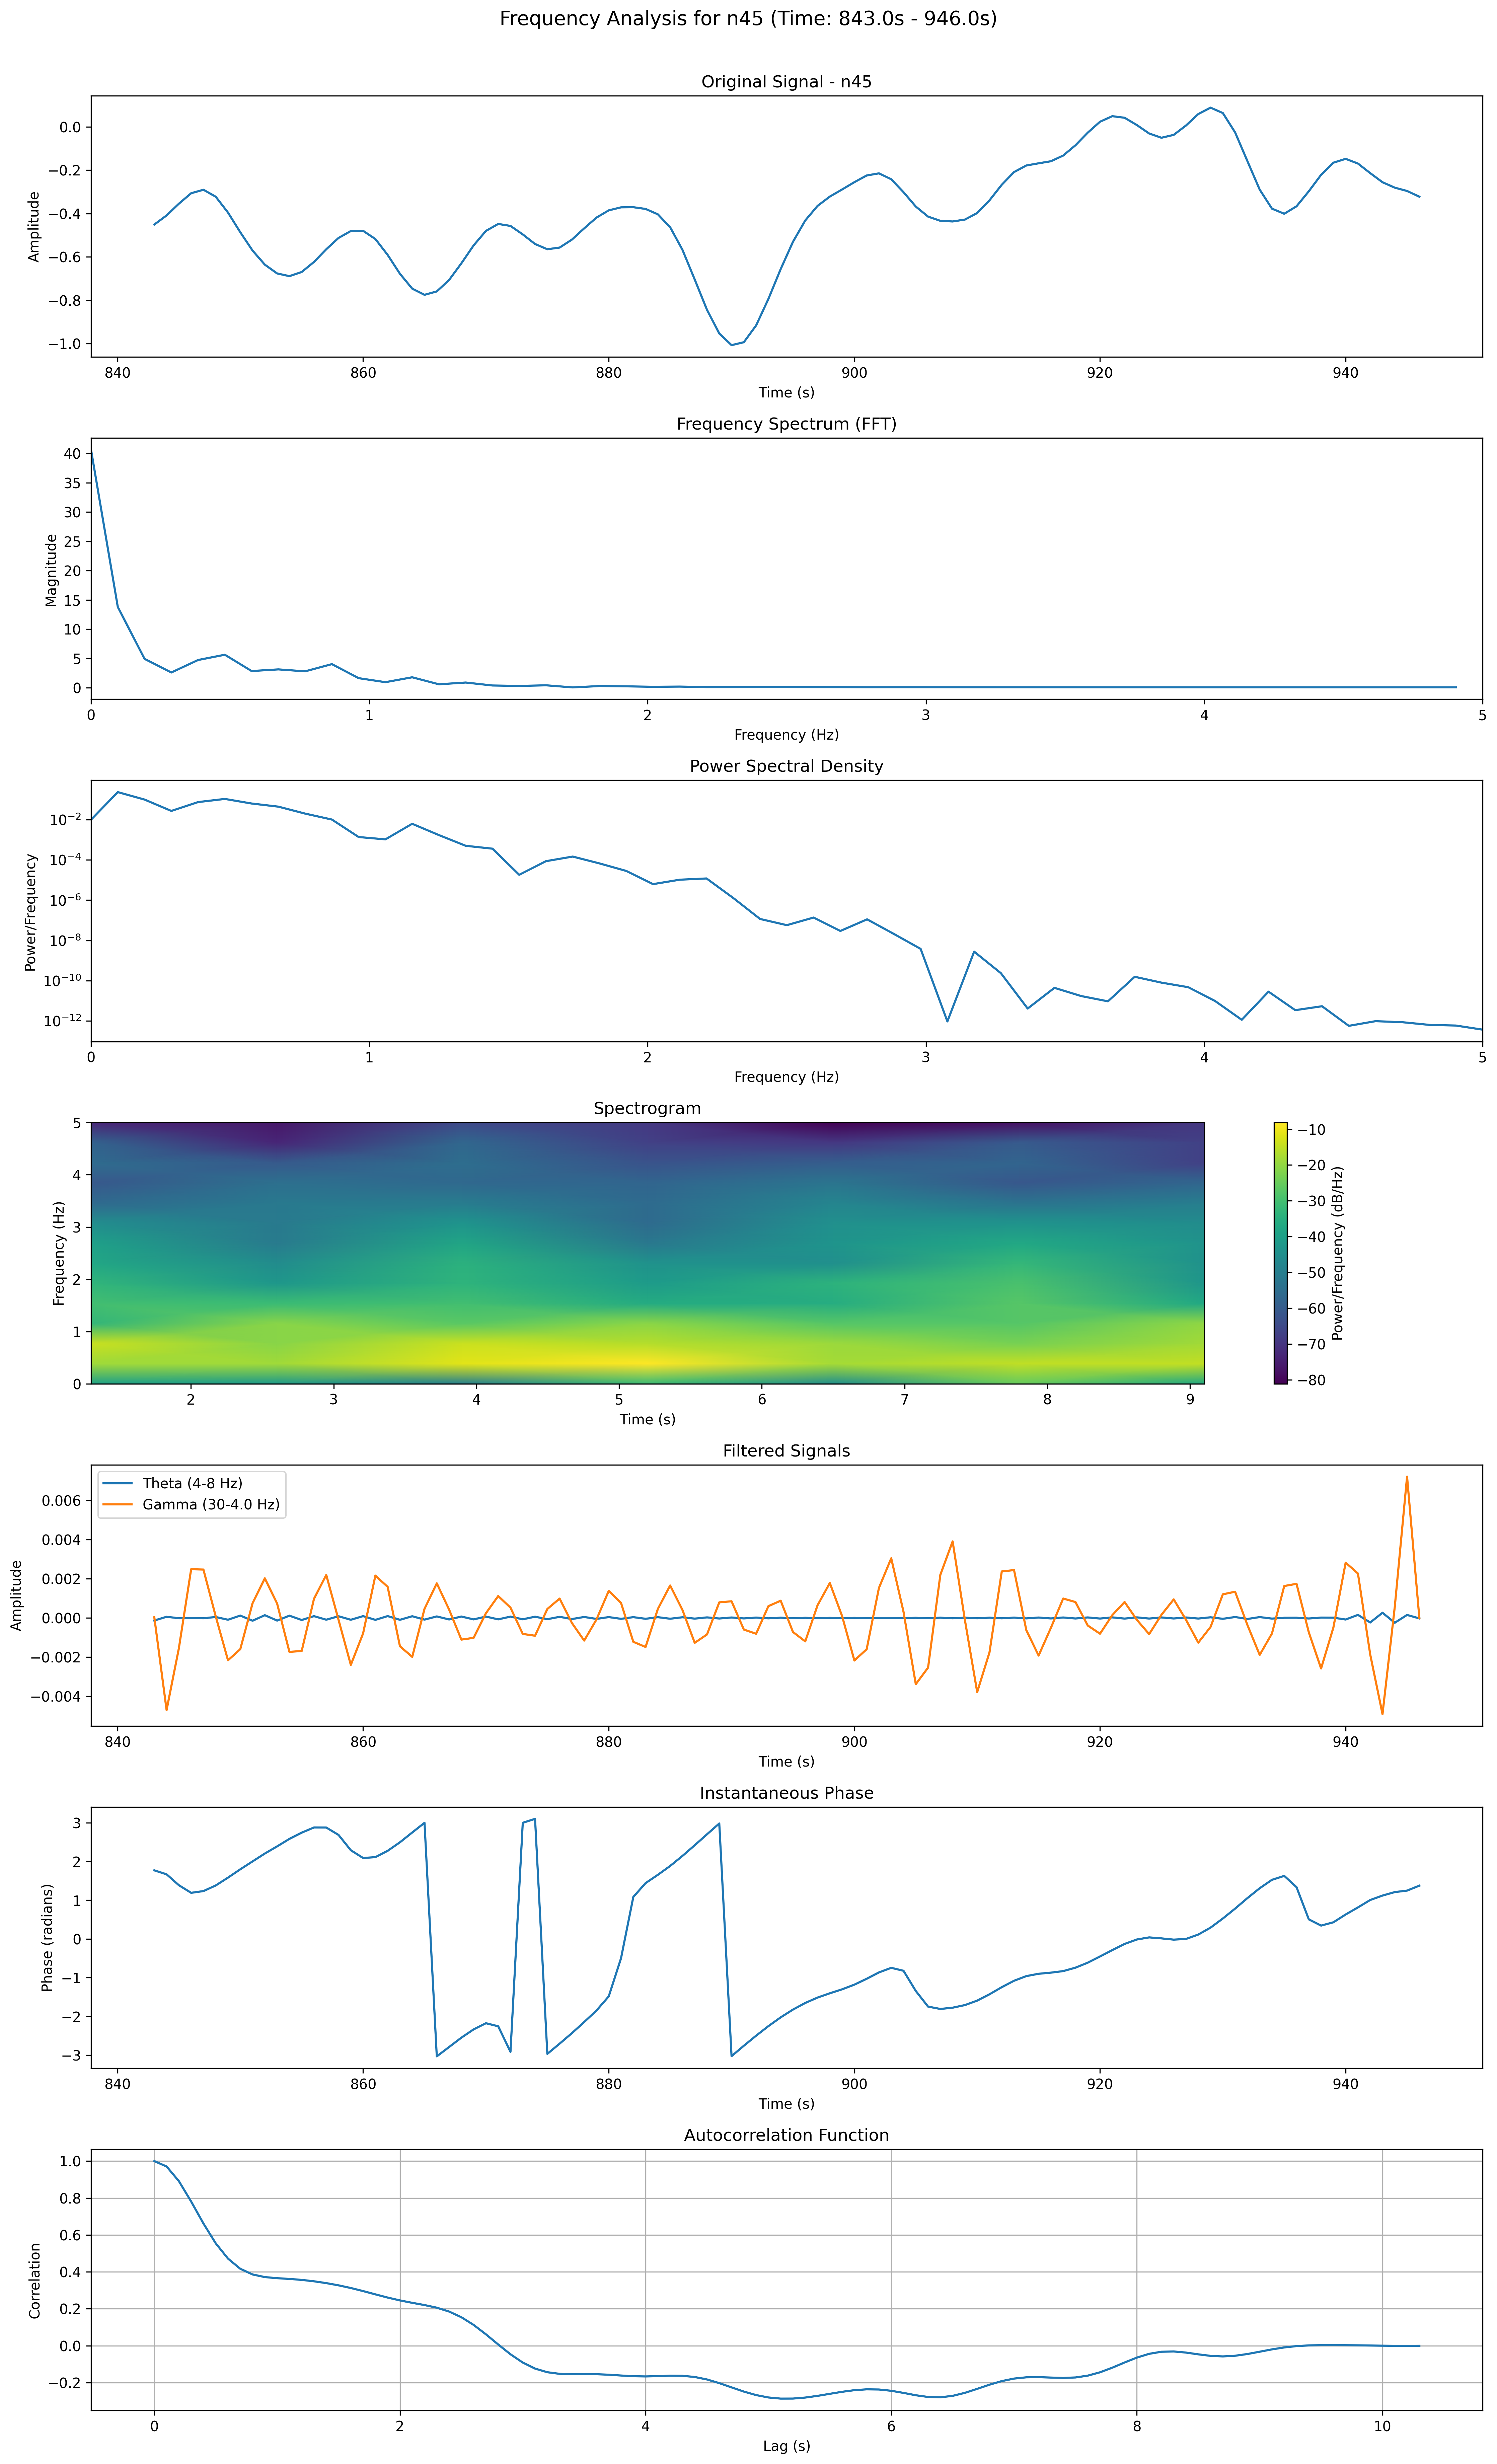 Frequency Analysis for n45 (Time: 843.0s - 946.0s)
Original Signal - n45
Amplitude
0.0
−0.2
−0.4
−0.6
−0.8
−1.0
840 860 880 900 920 940
Time (s)
Frequency Spectrum (FFT)
Magnitude
40
35
30
25
20
15
10
5
0
0 1 2 3 4 5
Frequency (Hz)
Power Spectral Density
Power/Frequency
10⁻²
10⁻⁴
10⁻⁶
10⁻⁸
10⁻¹⁰
10⁻¹²
0 1 2 3 4 5
Frequency (Hz)
Spectrogram
Frequency (Hz)
5
4
3
2
1
0
2 3 4 5 6 7 8 9
Time (s)
−10
−20
−30
−40
−50
−60
−70
−80
Power/Frequency (dB/Hz)
Filtered Signals
Theta (4-8 Hz)
Gamma (30-4.0 Hz)
Amplitude
0.006
0.004
0.002
0.000
−0.002
−0.004
840 860 880 900 920 940
Time (s)
Instantaneous Phase
Phase (radians)
3
2
1
0
−1
−2
−3
840 860 880 900 920 940
Time (s)
Autocorrelation Function
Correlation
1.0
0.8
0.6
0.4
0.2
0.0
−0.2
0 2 4 6 8 10
Lag (s)